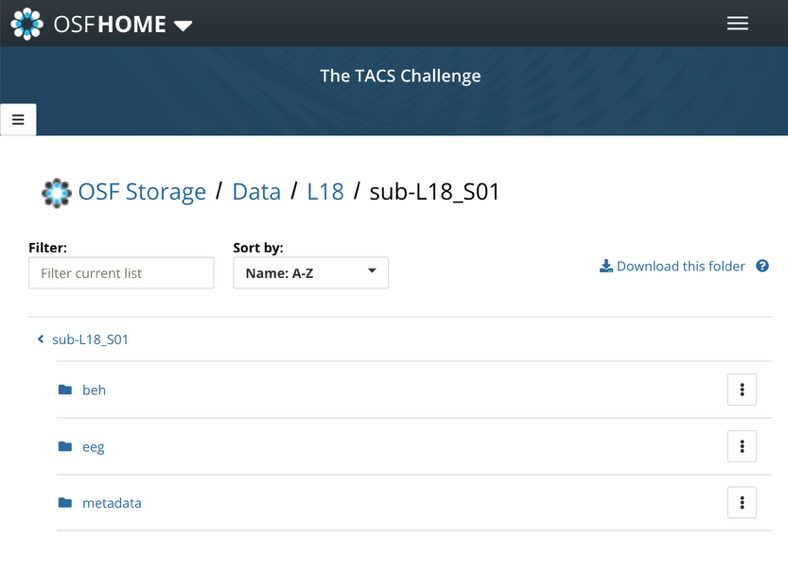 OSFHOME
The TACS Challenge
OSF Storage / Data / L18 / sub-L18_S01
Filter:
Sort by:
Filter current list
Name: A-Z
Download this folder
sub-L18_S01
beh
eeg
metadata